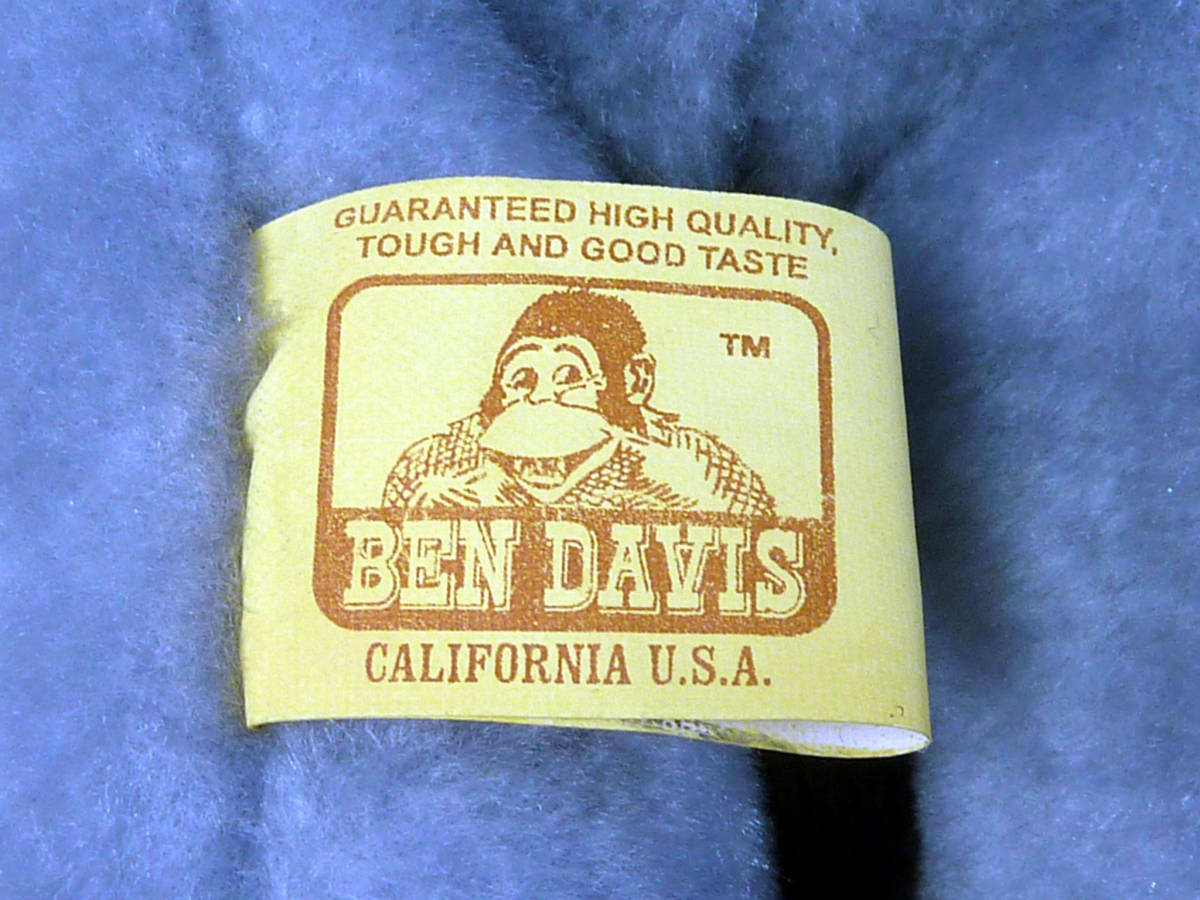 GUARANTEED HIGH QUALITY,
TOUGH AND GOOD TASTE
TM
BEN DAVIS
CALIFORNIA U.S.A.